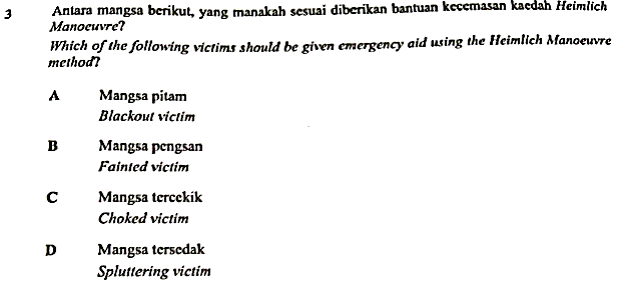 3 Antara mangsa berikut, yang manakah sesuai diberikan bantuan kecemasan kaedah Heimlich
Manoeuvre?
Which of the following victims should be given emergency aid using the Heimlich Manoeuvre
method?
A Mangsa pitam
Blackout victim
B Mangsa pengsan
Fainted victim
C Mangsa tercekik
Choked victim
D Mangsa tersedak
Spluttering victim